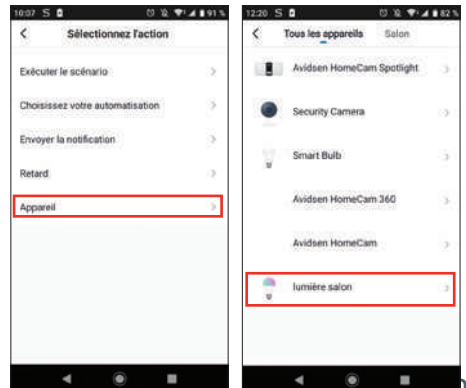 10:07 S 91 %
Sélectionnez l'action
Exécuter le scénario
Choisissez votre automatisation
Envoyer la notification
Retard
Appareil
12:20 S 82 %
Tous les appareils Salon
Avidsen HomeCam Spotlight
Security Camera
Smart Bulb
Avidsen HomeCam 360
Avidsen HomeCam
lumière salon